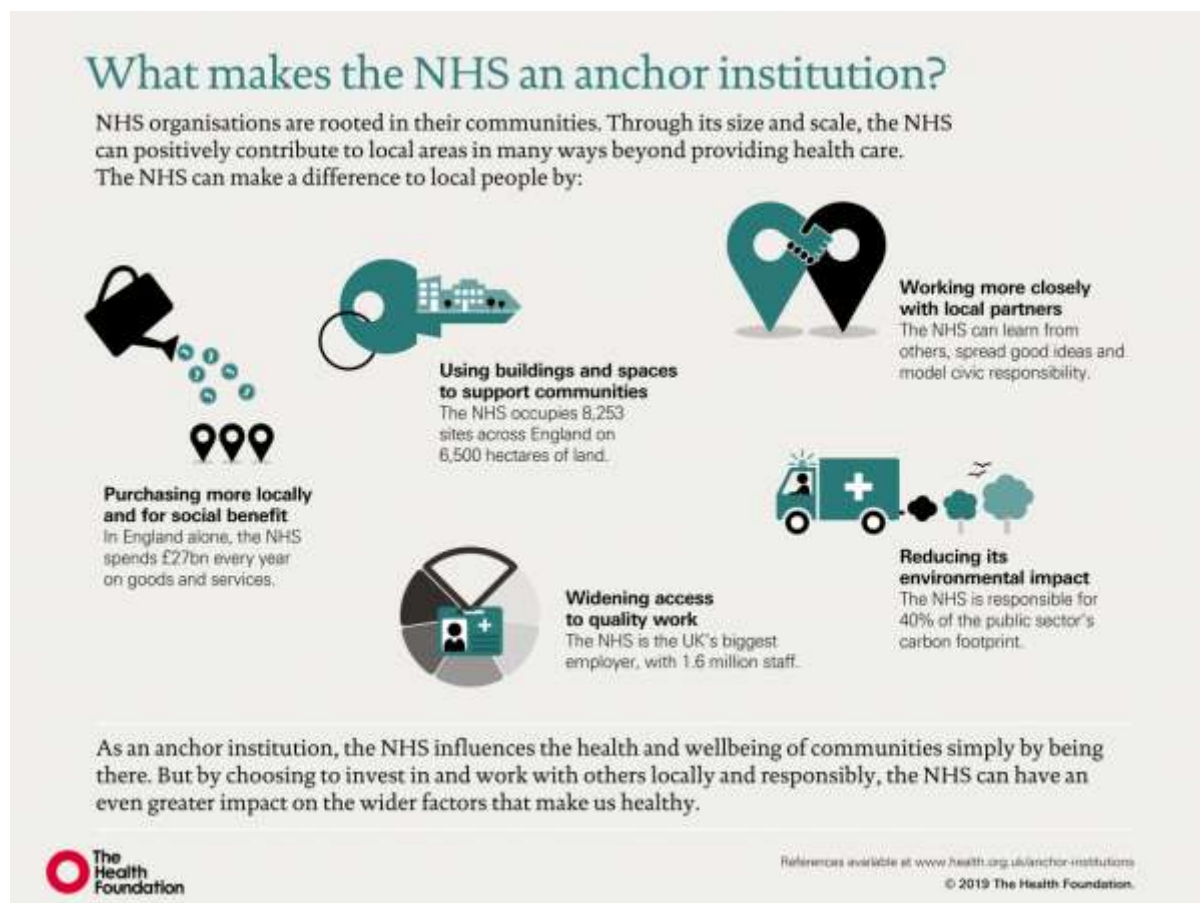 What makes the NHS an anchor institution?
NHS organisations are rooted in their communities. Through its size and scale, the NHS
can positively contribute to local areas in many ways beyond providing health care.
The NHS can make a difference to local people by:
Purchasing more locally
and for social benefit
In England alone, the NHS
spends £27bn every year
on goods and services.
Using buildings and spaces
to support communities
The NHS occupies 8,253
sites across England on
6,500 hectares of land.
Working more closely
with local partners
The NHS can learn from
others, spread good ideas and
model civic responsibility.
Widening access
to quality work
The NHS is the UK's biggest
employer, with 1.6 million staff.
Reducing its
environmental impact
The NHS is responsible for
40% of the public sector's
carbon footprint.
As an anchor institution, the NHS influences the health and wellbeing of communities simply by being
there. But by choosing to invest in and work with others locally and responsibly, the NHS can have an
even greater impact on the wider factors that make us healthy.
The
Health
Foundation
References available at www.health.org.uk/anchor-institutions
© 2019 The Health Foundation.